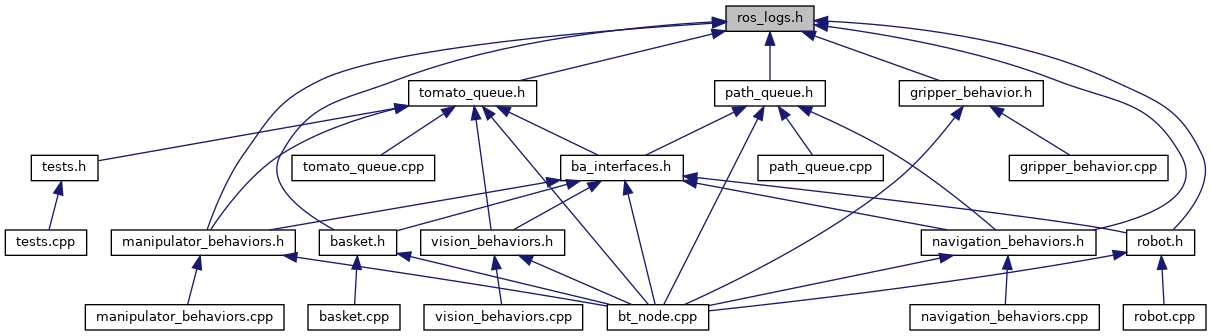 ros_logs.h
tomato_queue.h
path_queue.h
gripper_behavior.h
tests.h
tomato_queue.cpp
ba_interfaces.h
path_queue.cpp
gripper_behavior.cpp
tests.cpp
manipulator_behaviors.h
basket.h
vision_behaviors.h
navigation_behaviors.h
robot.h
manipulator_behaviors.cpp
basket.cpp
vision_behaviors.cpp
bt_node.cpp
navigation_behaviors.cpp
robot.cpp